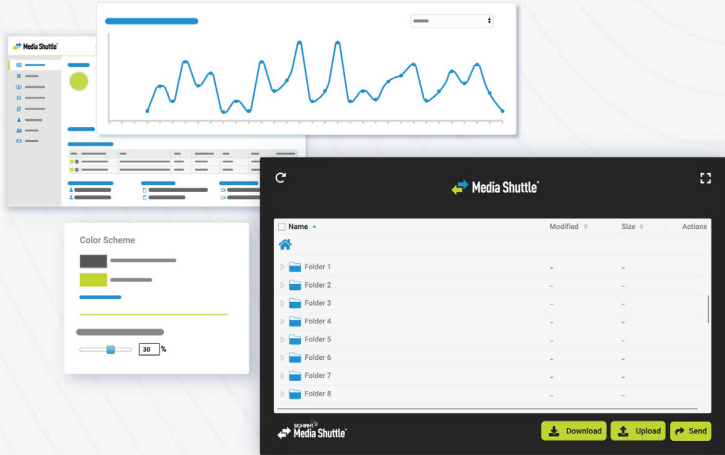 Media Shuttle
Color Scheme
30 %
Media Shuttle
Name Modified Size Actions
Folder 1 - -
Folder 2 - -
Folder 3 - -
Folder 4 - -
Folder 5 - -
Folder 6 - -
Folder 7 - -
Folder 8 - -
SIGNIANT
Media Shuttle
Download Upload Send